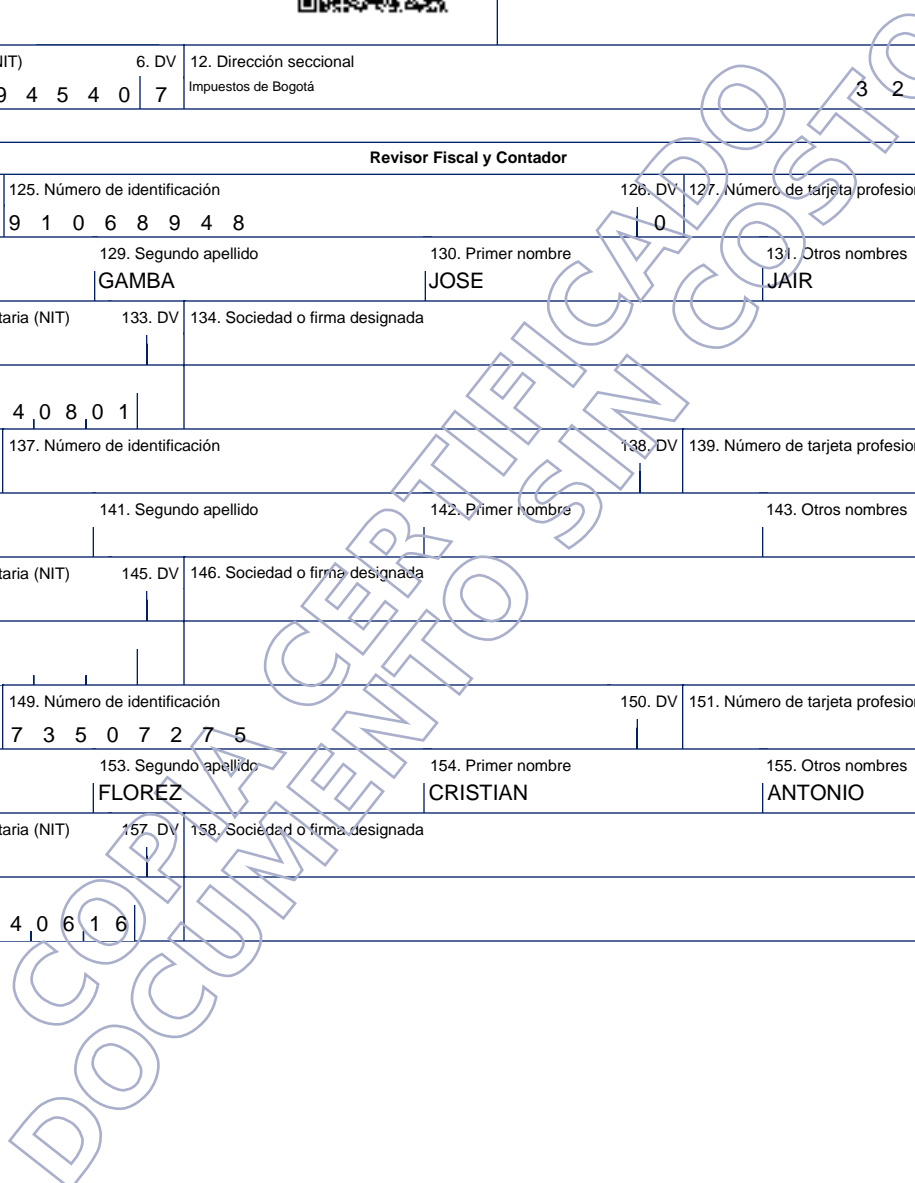 NIT) 6. DV 12. Dirección seccional
9 4 5 4 0 7 Impuestos de Bogotá 3 2
Revisor Fiscal y Contador
125. Número de identificación 126. DV 127. Número de tarjeta profesion
9 1 0 6 8 9 4 8 0
129. Segundo apellido 130. Primer nombre 131. Otros nombres
GAMBA JOSE JAIR
taria (NIT) 133. DV 134. Sociedad o firma designada
4 0 8 0 1
137. Número de identificación 138. DV 139. Número de tarjeta profesion
141. Segundo apellido 142. Primer nombre 143. Otros nombres
taria (NIT) 145. DV 146. Sociedad o firma designada
149. Número de identificación 150. DV 151. Número de tarjeta profesion
7 3 5 0 7 2 7 5
153. Segundo apellido 154. Primer nombre 155. Otros nombres
FLOREZ CRISTIAN ANTONIO
taria (NIT) 157. DV 158. Sociedad o firma designada
4 0 6 1 6
COPIA CERTIFICADO
DOCUMENTO SIN COSTO